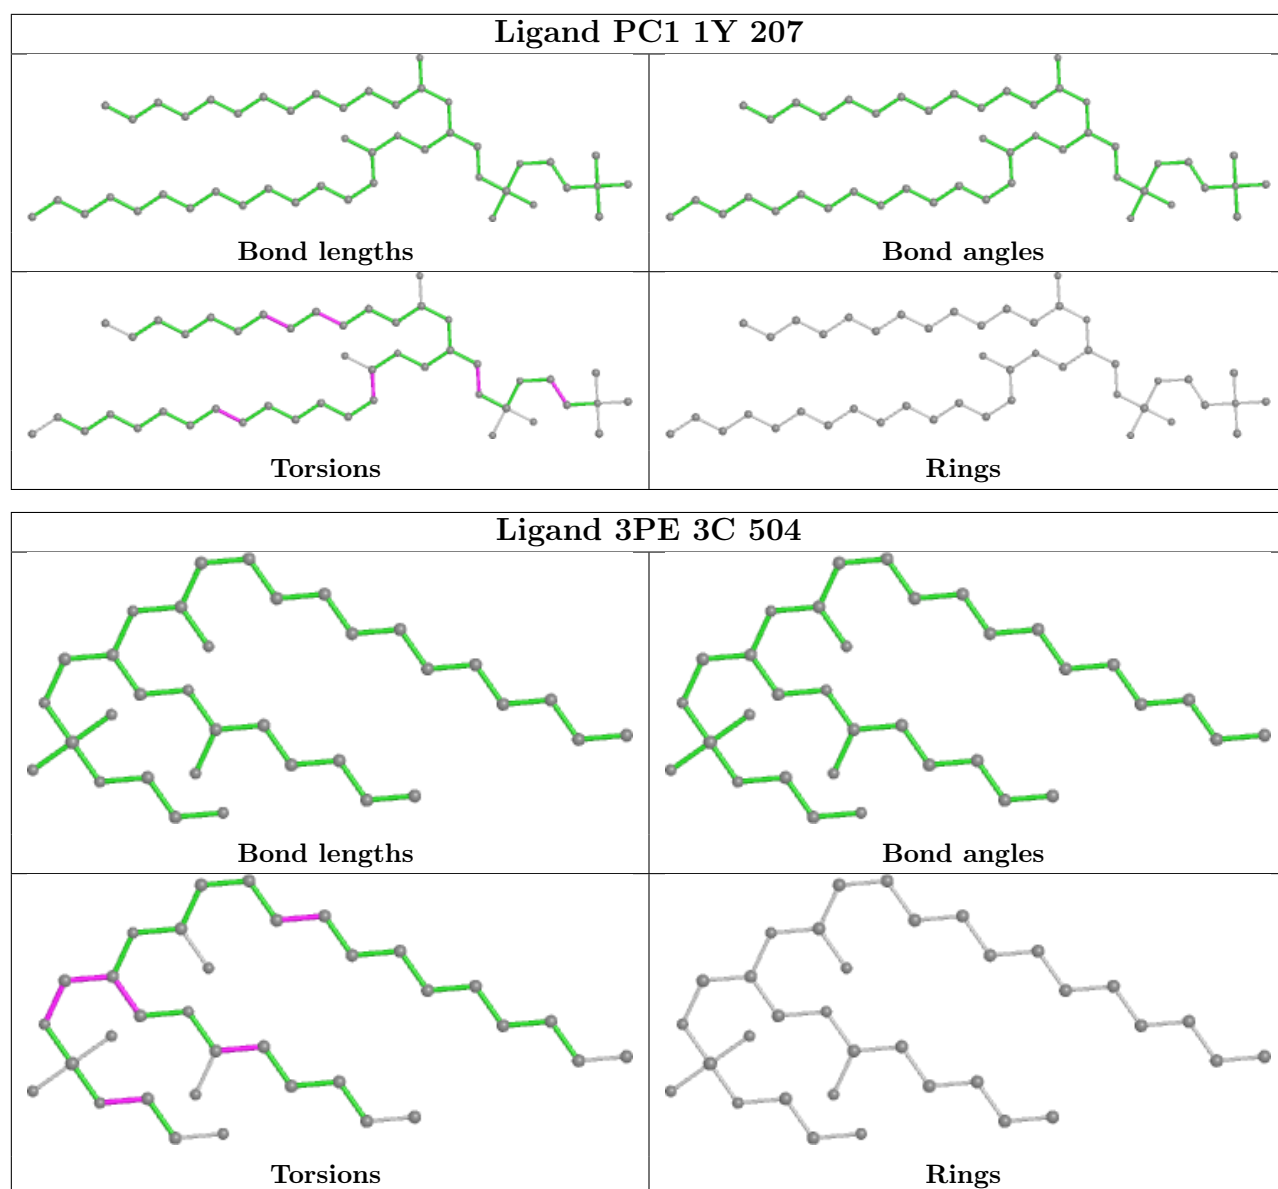 Ligand PC1 1Y 207
Bond lengths
Bond angles
Torsions
Rings
Ligand 3PE 3C 504
Bond lengths
Bond angles
Torsions
Rings